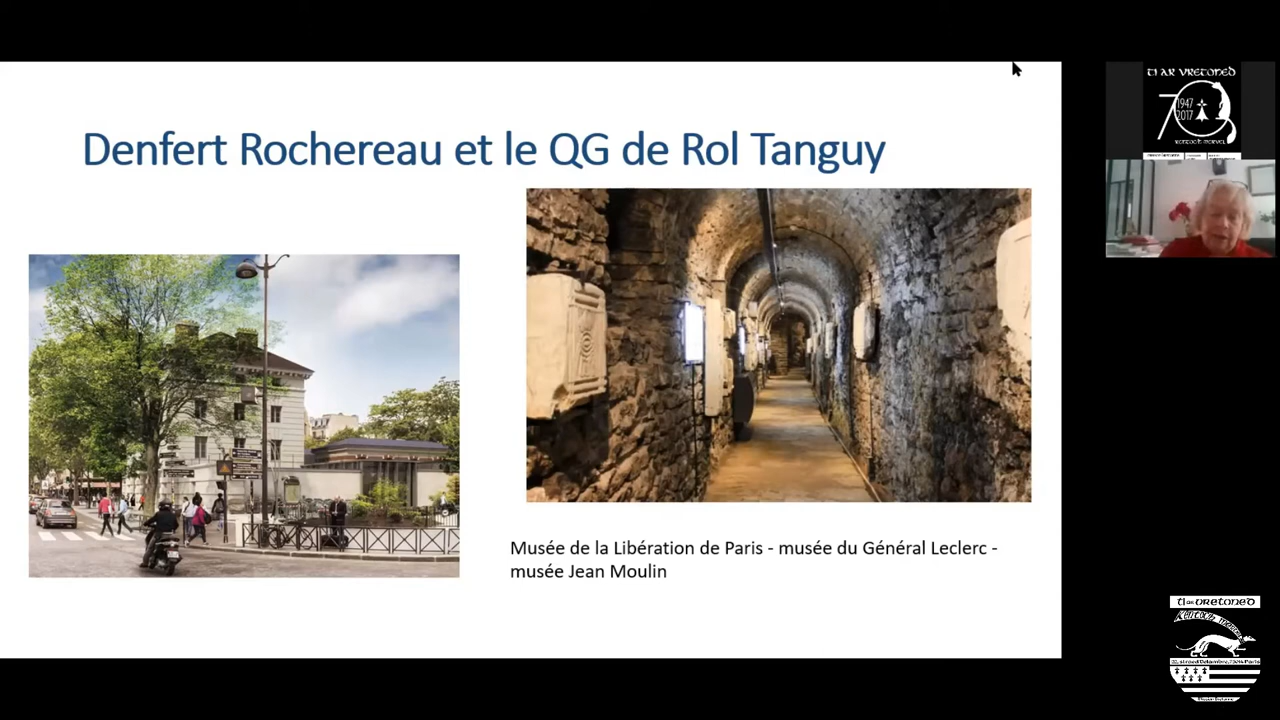 Denfert Rochereau et le QG de Rol Tanguy
Musée de la Libération de Paris - musée du Général Leclerc -
musée Jean Moulin
TI AR VRETONED
70
1947
2017
TI AR VRETONED